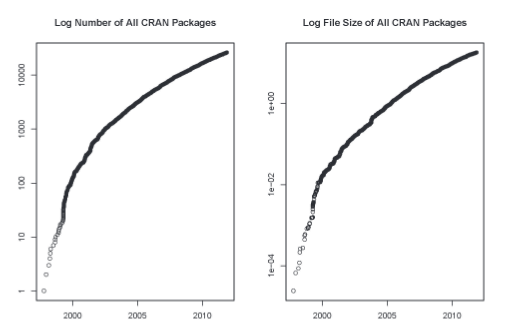 Log Number of All CRAN Packages
10000
1000
100
10
1
2000 2005 2010
Log File Size of All CRAN Packages
1e+00
1e−02
1e−04
2000 2005 2010